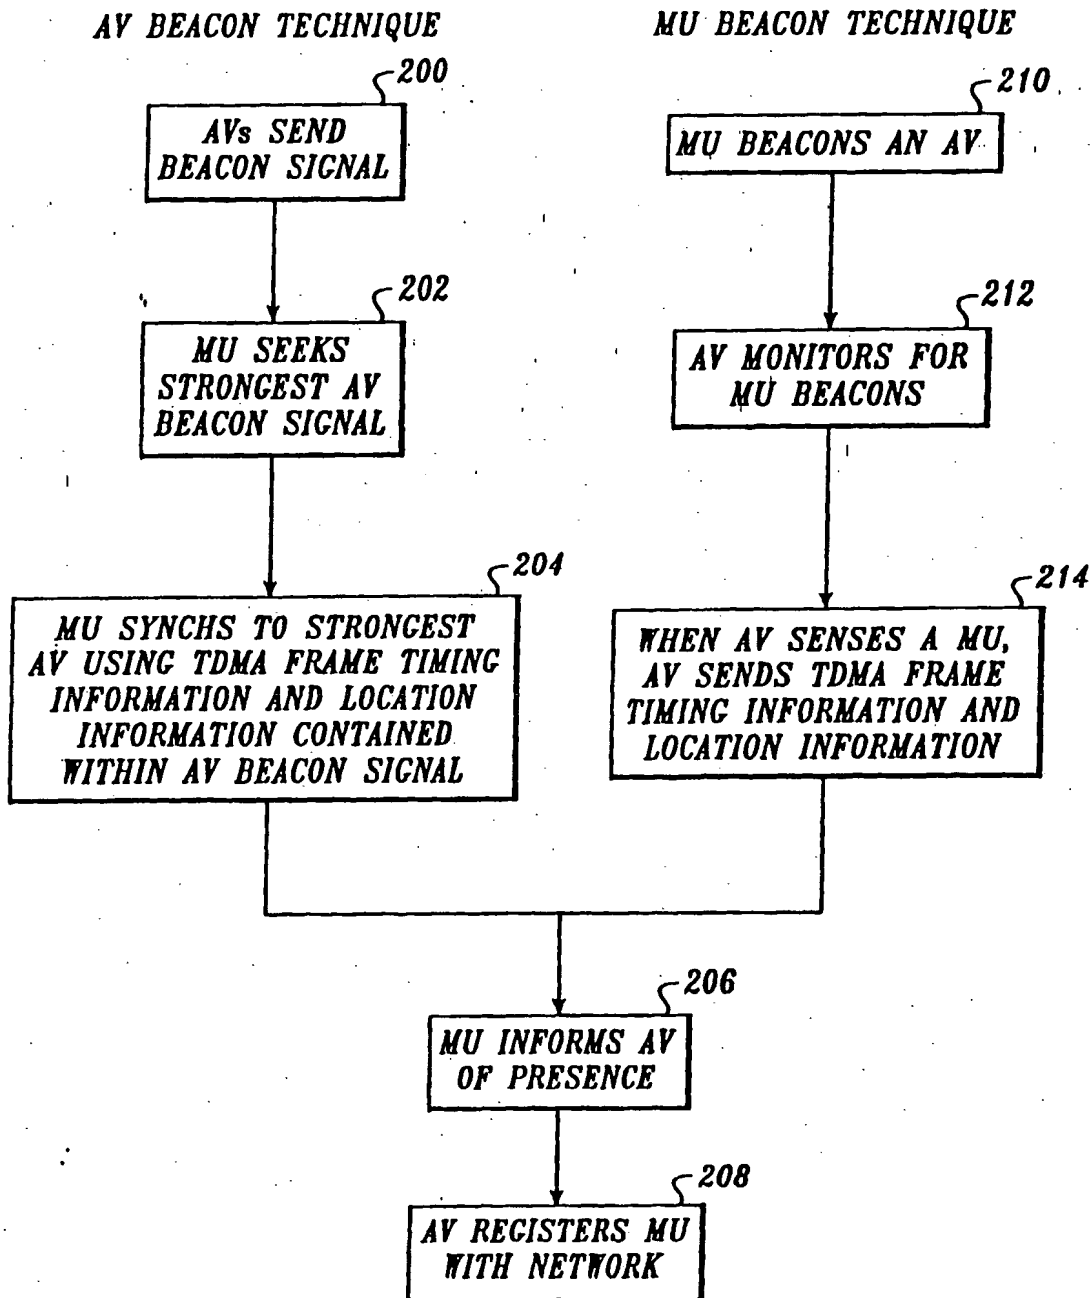 AV BEACON TECHNIQUE
200
AVs SEND
BEACON SIGNAL
202
MU SEEKS
STRONGEST AV
BEACON SIGNAL
204
MU SYNCHS TO STRONGEST
AV USING TDMA FRAME TIMING
INFORMATION AND LOCATION
INFORMATION CONTAINED
WITHIN AV BEACON SIGNAL
MU BEACON TECHNIQUE
210
MU BEACONS AN AV
212
AV MONITORS FOR
MU BEACONS
214
WHEN AV SENSES A MU,
AV SENDS TDMA FRAME
TIMING INFORMATION AND
LOCATION INFORMATION
206
MU INFORMS AV
OF PRESENCE
208
AV REGISTERS MU
WITH NETWORK